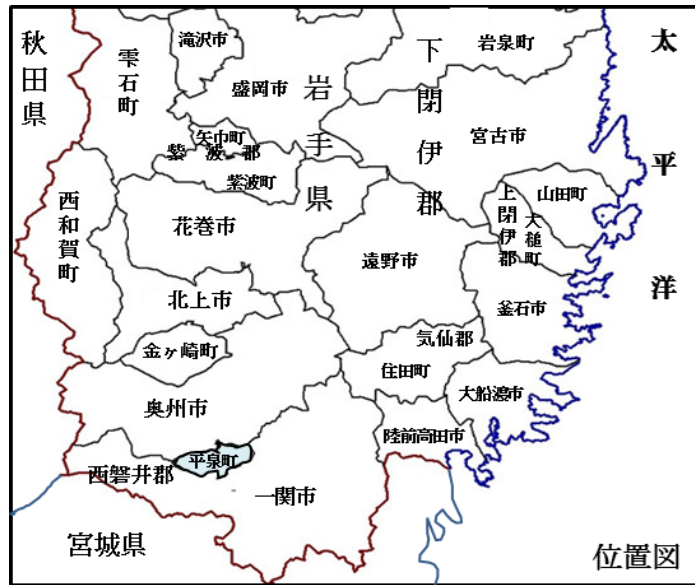 秋田県
雫石町
滝沢市
盛岡市
岩手県
下閉伊郡
岩泉町
太平洋
矢巾町
紫波郡
紫波町
宮古市
山田町
上閉伊郡
大槌町
西和賀町
花巻市
遠野市
釜石市
北上市
金ヶ崎町
気仙郡
住田町
大船渡市
奥州市
陸前高田市
平泉町
西磐井郡
一関市
宮城県
位置図